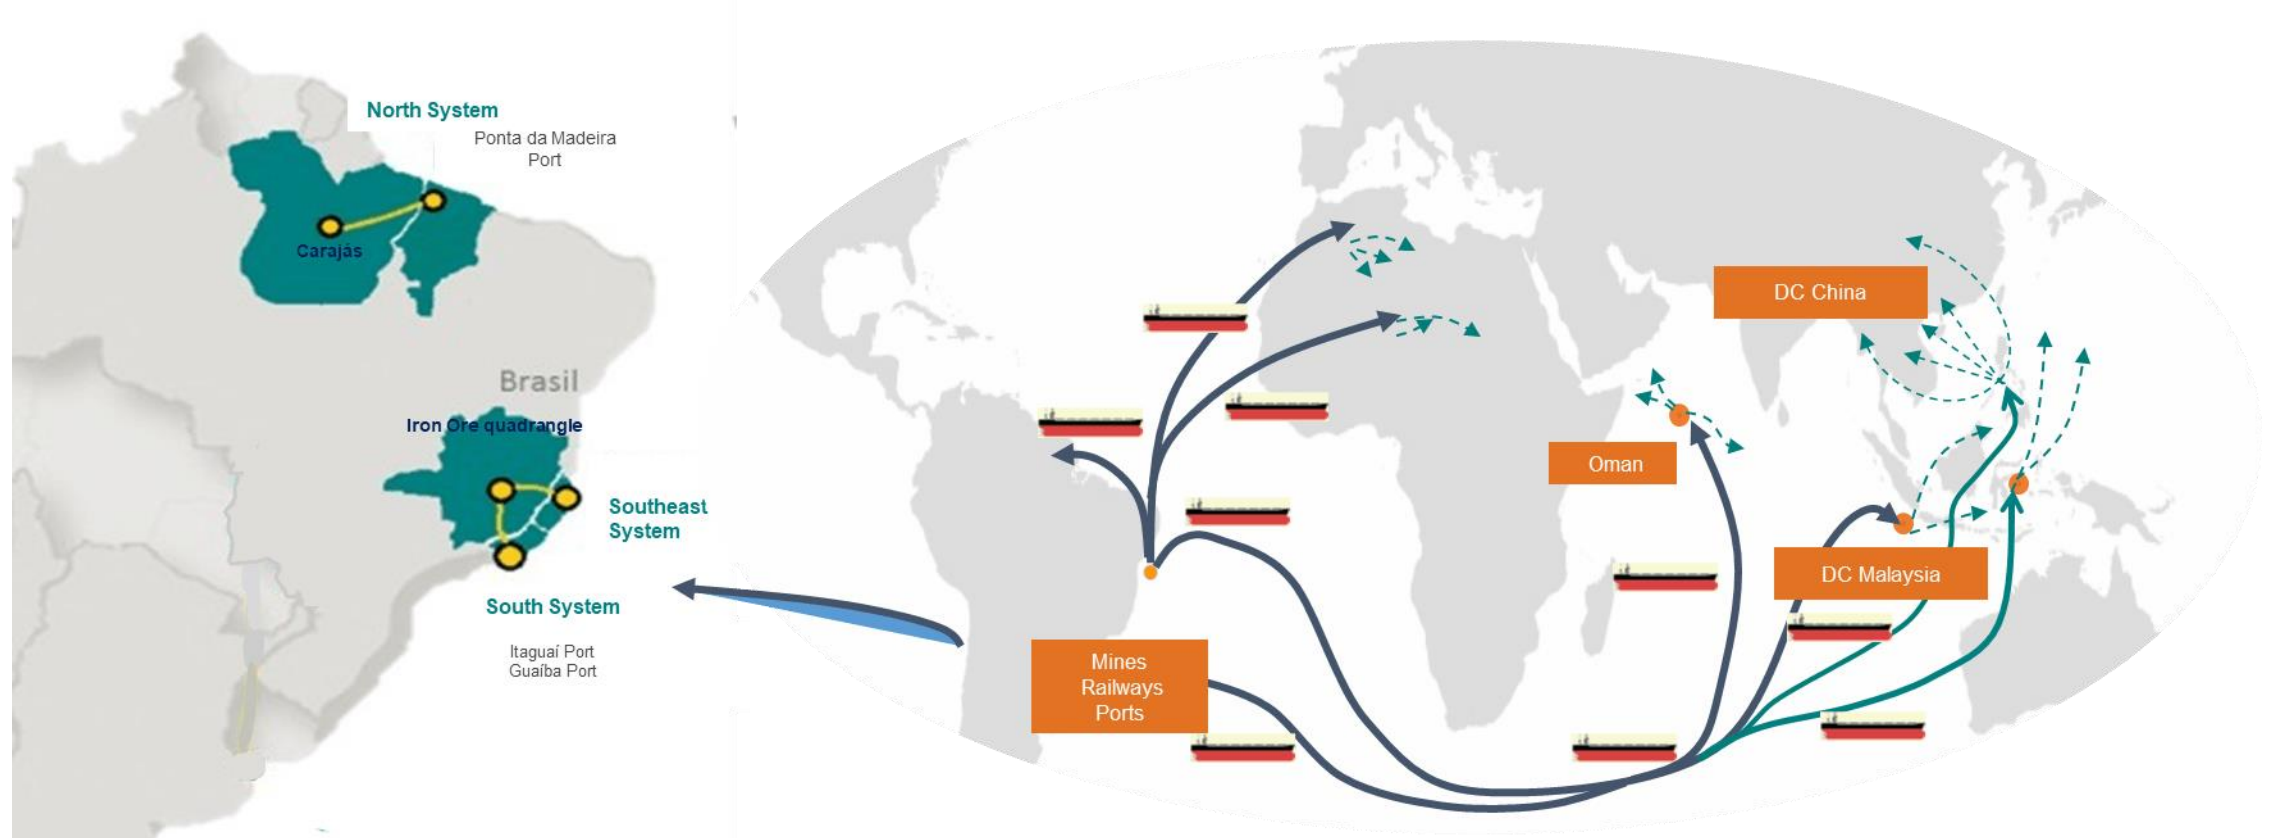 North System
Ponta da Madeira
Port
Carajás
Brasil
Iron Ore quadrangle
Southeast
System
South System
Itaguaí Port
Guaíba Port
DC China
Oman
DC Malaysia
Mines
Railways
Ports